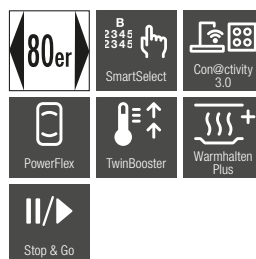 80er
B
2345
2345
SmartSelect
Con@ctivity
3.0
PowerFlex
TwinBooster
Warmhalten
Plus
Stop & Go